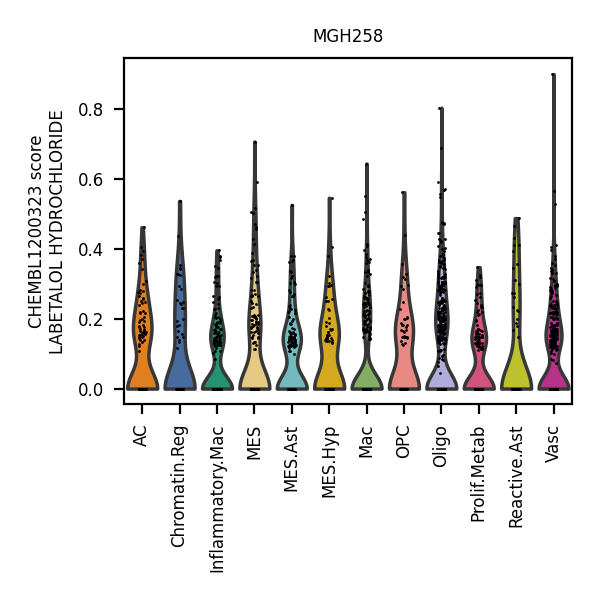 MGH258
CHEMBL1200323 score
LABETALOL HYDROCHLORIDE
0.8
0.6
0.4
0.2
0.0
AC
Chromatin.Reg
Inflammatory.Mac
MES
MES.Ast
MES.Hyp
Mac
OPC
Oligo
Prolif.Metab
Reactive.Ast
Vasc